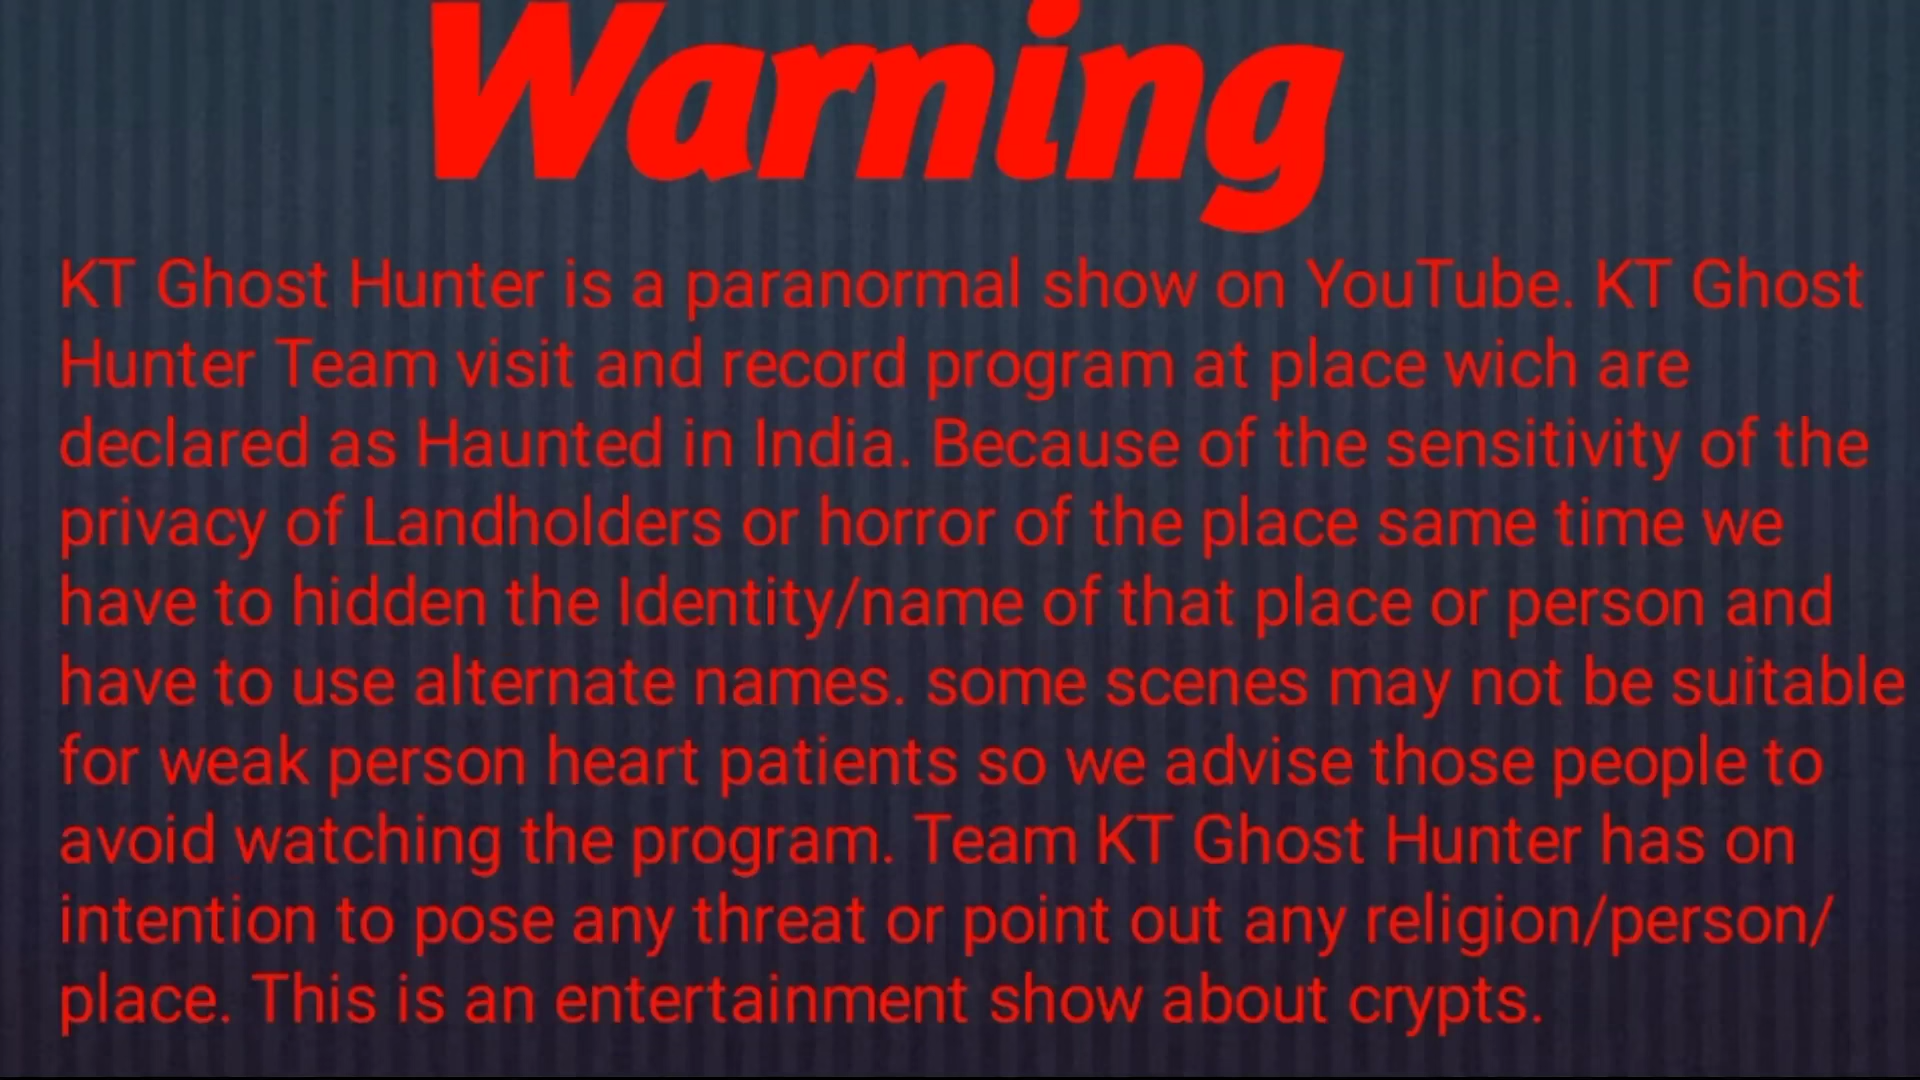 Warning
KT Ghost Hunter is a paranormal show on YouTube. KT Ghost
Hunter Team visit and record program at place wich are
declared as Haunted in India. Because of the sensitivity of the
privacy of Landholders or horror of the place same time we
have to hidden the Identity/name of that place or person and
have to use alternate names. some scenes may not be suitable
for weak person heart patients so we advise those people to
avoid watching the program. Team KT Ghost Hunter has on
intention to pose any threat or point out any religion/person/
place. This is an entertainment show about crypts.